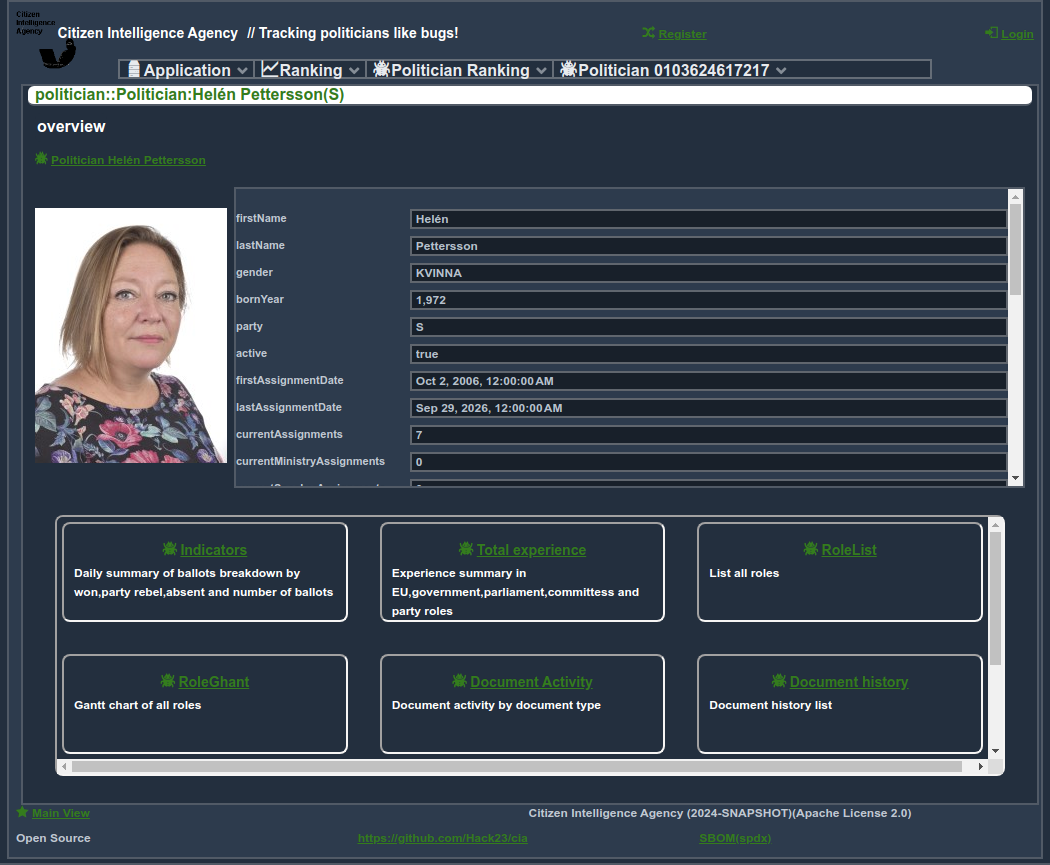 Citizen
Intelligence
Agency
Citizen Intelligence Agency // Tracking politicians like bugs!
Register
Login
Application
Ranking
Politician Ranking
Politician 0103624617217
politician::Politician:Helén Pettersson(S)
overview
Politician Helén Pettersson
firstName Helén
lastName Pettersson
gender KVINNA
bornYear 1,972
party S
active true
firstAssignmentDate Oct 2, 2006, 12:00:00 AM
lastAssignmentDate Sep 29, 2026, 12:00:00 AM
currentAssignments 7
currentMinistryAssignments 0
Indicators
Daily summary of ballots breakdown by
won,party rebel,absent and number of ballots
Total experience
Experience summary in
EU,government,parliament,committess and
party roles
RoleList
List all roles
RoleGhant
Gantt chart of all roles
Document Activity
Document activity by document type
Document history
Document history list
Main View
Citizen Intelligence Agency (2024-SNAPSHOT)(Apache License 2.0)
Open Source
https://github.com/Hack23/cia
SBOM(spdx)